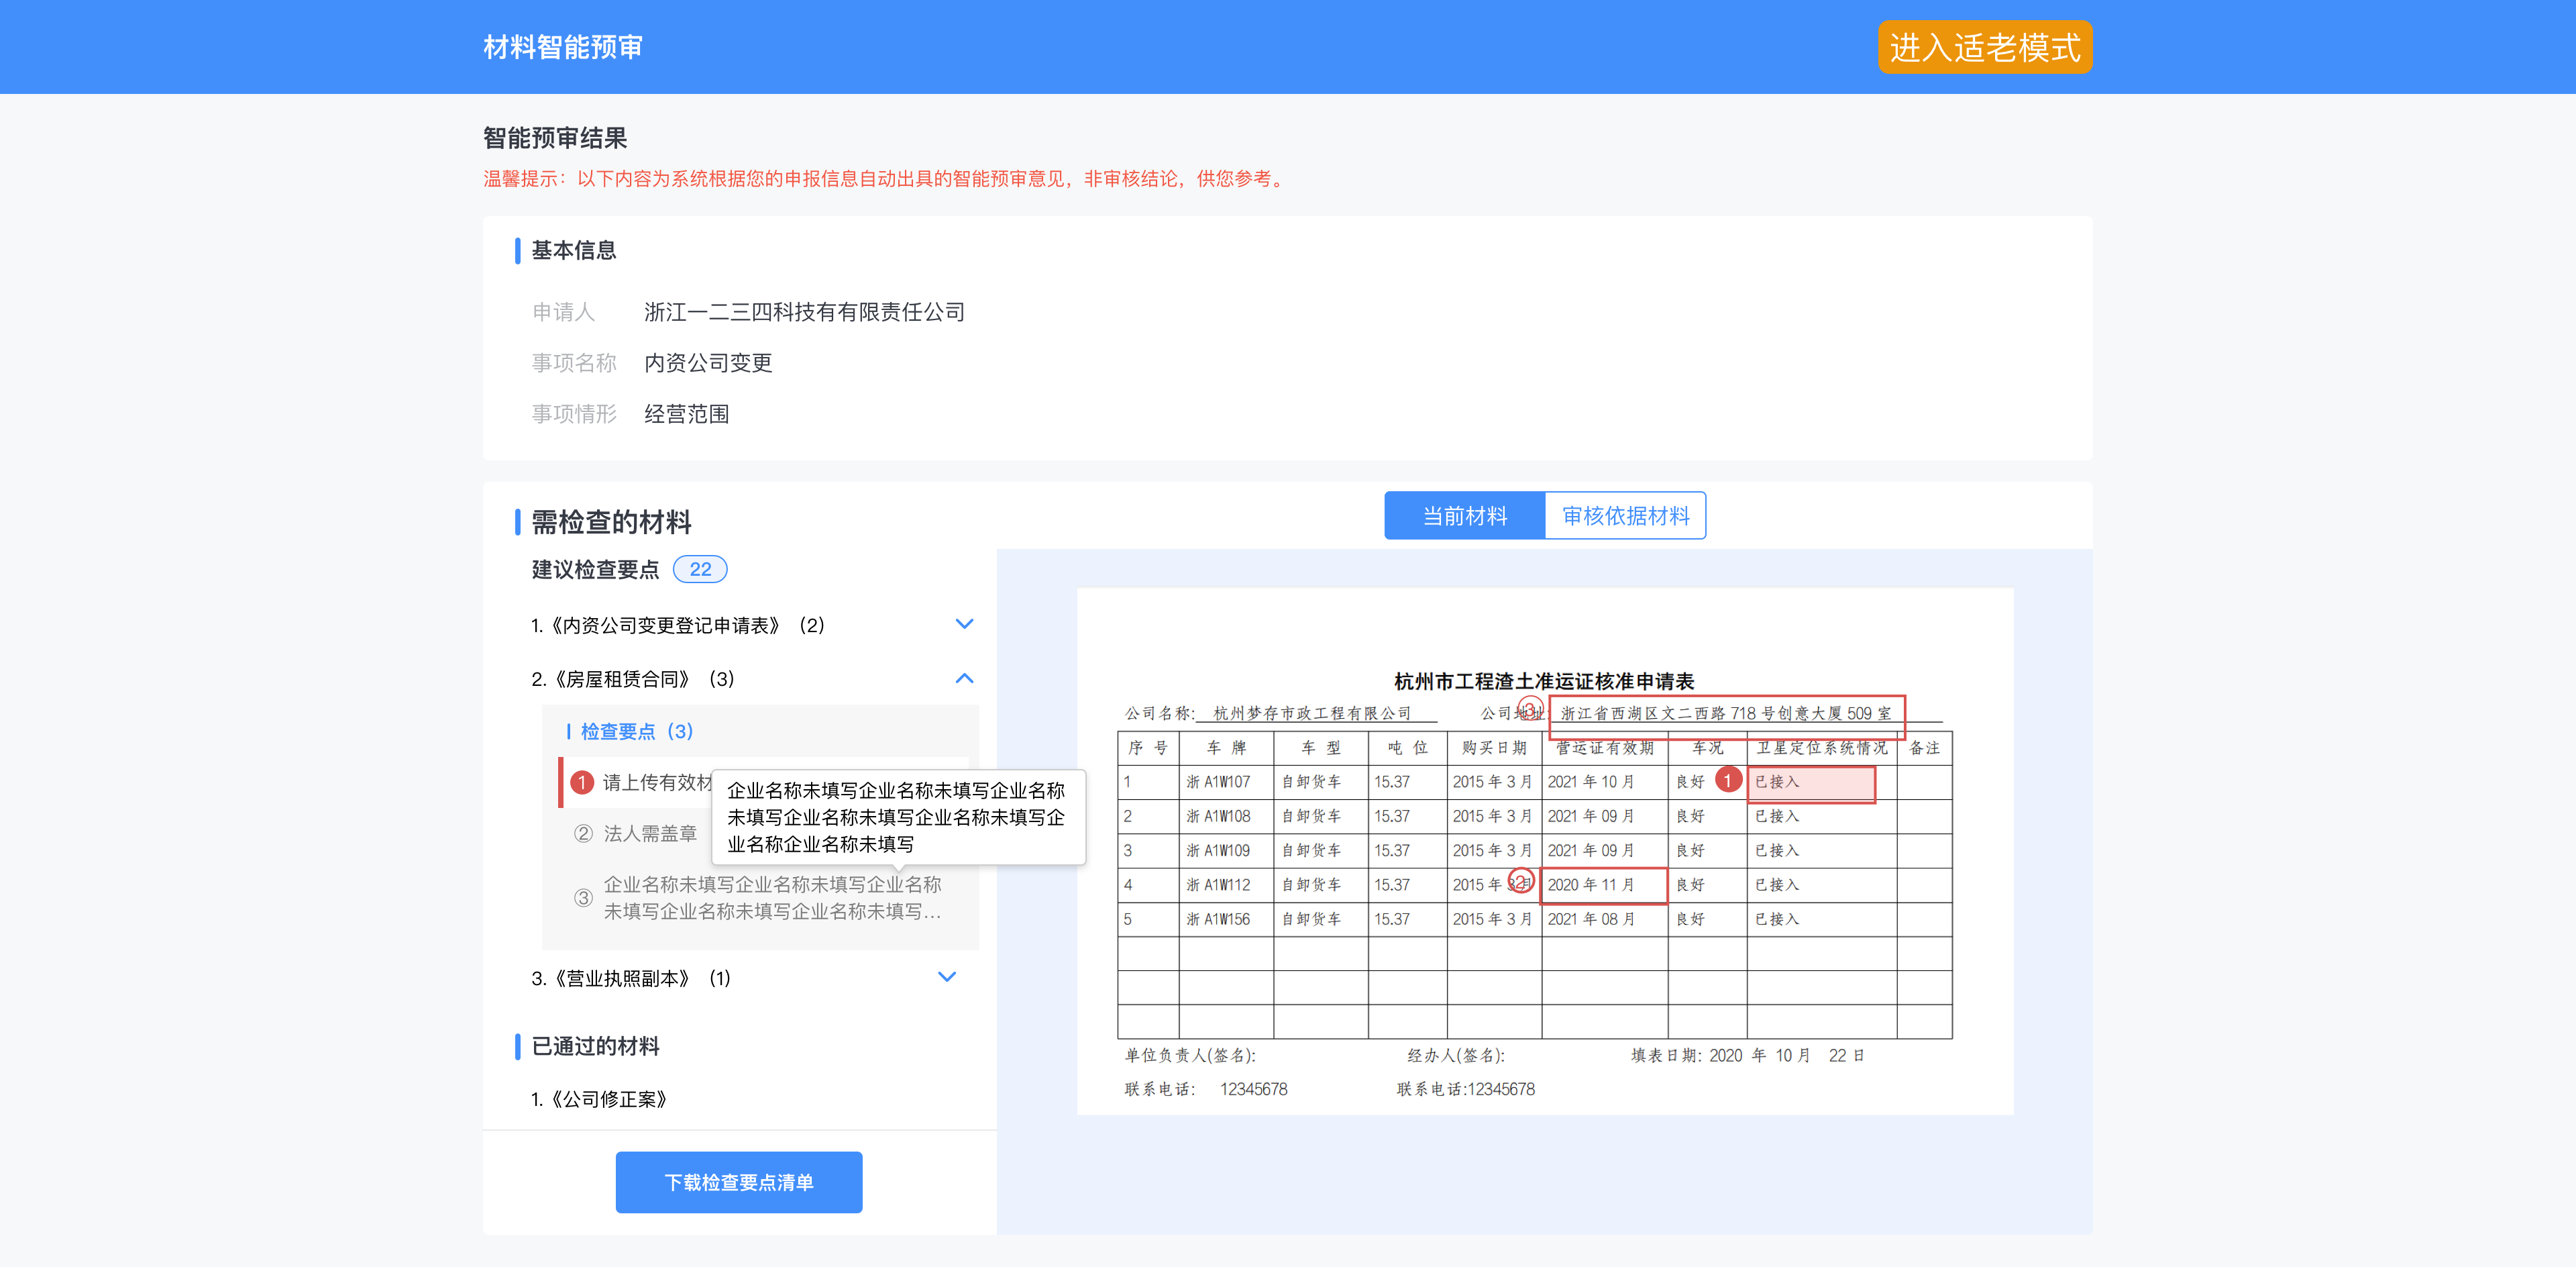 材料智能预审
进入适老模式
智能预审结果
温馨提示：以下内容为系统根据您的申报信息自动出具的智能预审意见，非审核结论，供您参考。
基本信息
申请人 浙江一二三四科技有有限责任公司
事项名称 内资公司变更
事项情形 经营范围
需检查的材料
当前材料 审核依据材料
建议检查要点 22
1.《内资公司变更登记申请表》（2）
2.《房屋租赁合同》（3）
检查要点（3）
1 请上传有效材
② 法人需盖章
③ 企业名称未填写企业名称未填写企业名称
未填写企业名称未填写企业名称未填写...
企业名称未填写企业名称未填写企业名称
未填写企业名称未填写企业名称未填写企
业名称企业名称未填写
3.《营业执照副本》（1）
已通过的材料
1.《公司修正案》
下载检查要点清单
杭州市工程渣土准运证核准申请表
公司名称: 杭州梦存市政工程有限公司 公司地址: ③ 浙江省西湖区文二西路 718 号创意大厦 509 室
序 号 车 牌 车 型 吨 位 购买日期 营运证有效期 车况 卫星定位系统情况 备注
1 浙 A1W107 自卸货车 15.37 2015 年 3 月 2021 年 10 月 良好 1 已接入
2 浙 A1W108 自卸货车 15.37 2015 年 3 月 2021 年 09 月 良好 已接入
3 浙 A1W109 自卸货车 15.37 2015 年 3 月 2021 年 09 月 良好 已接入
4 浙 A1W112 自卸货车 15.37 2015 年 3 月 ② 2020 年 11 月 良好 已接入
5 浙 A1W156 自卸货车 15.37 2015 年 3 月 2021 年 08 月 良好 已接入
单位负责人(签名): 经办人(签名): 填表日期: 2020 年 10 月 22 日
联系电话: 12345678 联系电话:12345678